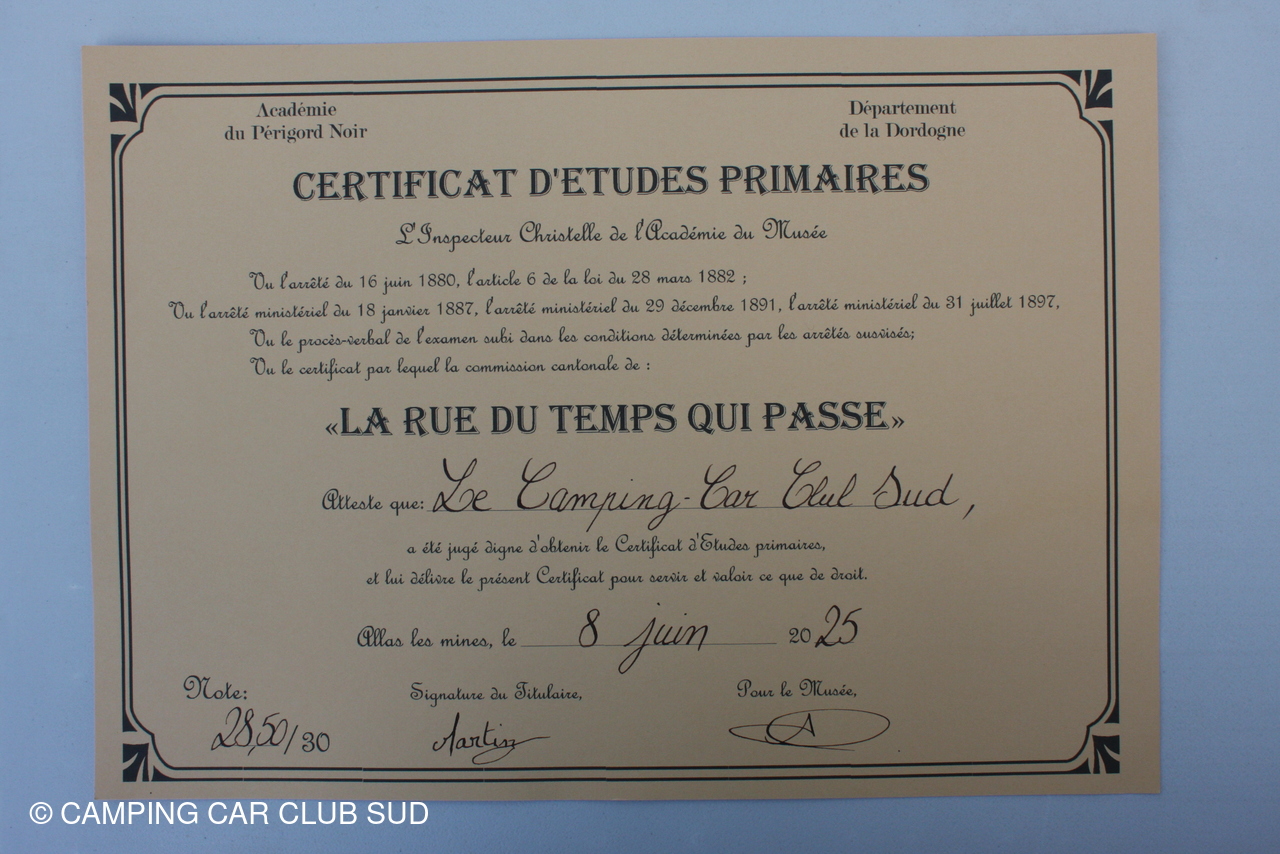 Académie
du Périgord Noir
Département
de la Dordogne
CERTIFICAT D'ETUDES PRIMAIRES
L'Inspecteur Christelle de l'Académie du Musée
Vu l'arrêté du 16 juin 1880, l'article 6 de la loi du 28 mars 1882 ;
Vu l'arrêté ministériel du 18 janvier 1887, l'arrêté ministériel du 29 décembre 1891, l'arrêté ministériel du 31 juillet 1897,
Vu le procès-verbal de l'examen subi dans les conditions déterminées par les arrêtés susvisés;
Vu le certificat par lequel la commission cantonale de :
«LA RUE DU TEMPS QUI PASSE»
Atteste que: Le Camping-Car Club Sud,
a été jugé digne d'obtenir le Certificat d'Etudes primaires,
et lui délivre le présent Certificat pour servir et valoir ce que de droit.
Allas les mines, le 8 juin 2025
Note:
28,50/30
Signature du Titulaire,
Martin
Pour le Musée,
© CAMPING CAR CLUB SUD